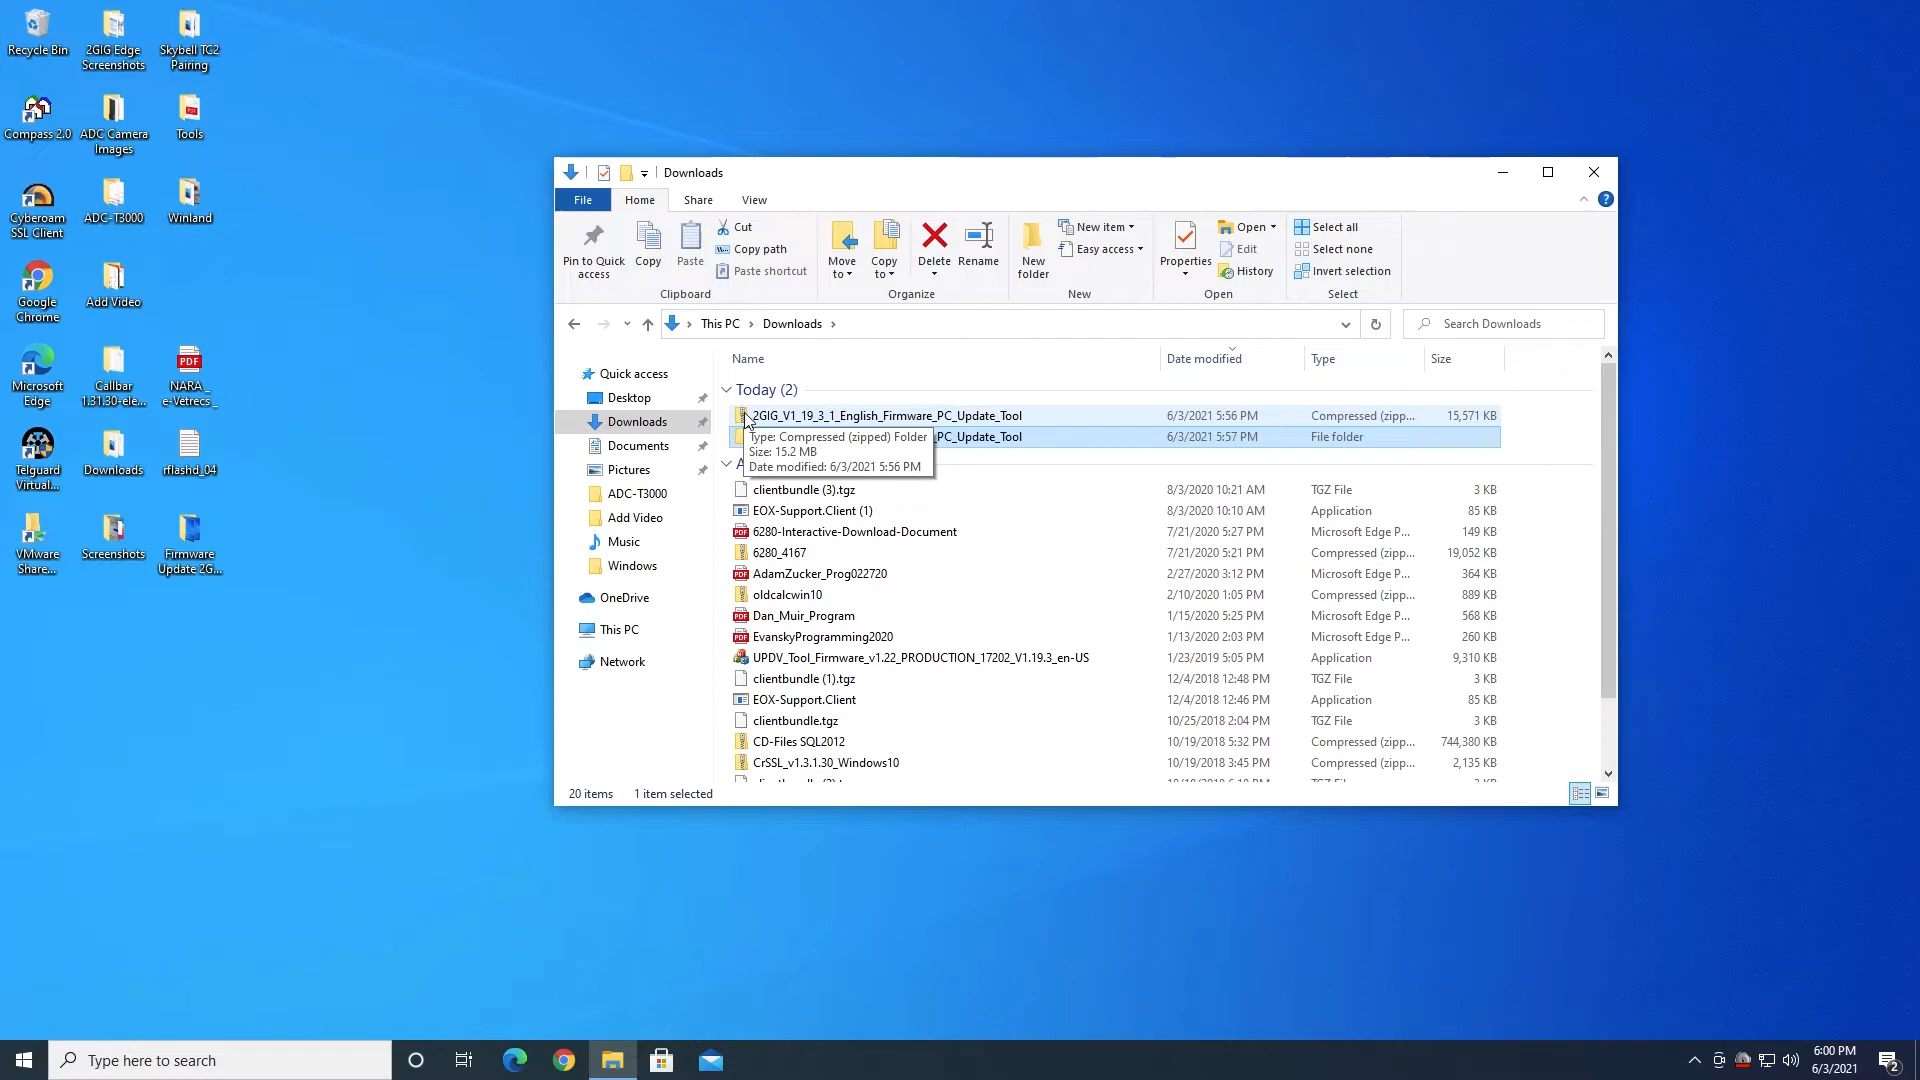 Recycle Bin
2GIG Edge
Screenshots
Skybell TC2
Pairing
Compass 2.0
ADC Camera
Images
Tools
Cyberoam
SSL Client
ADC-T3000
Winland
Google
Chrome
Add Video
Microsoft
Edge
Callbar
1.31.30-ele...
NARA_
e-Vetrecs_
Telguard
Virtual...
Downloads
rflashd_04
VMware
Share...
Screenshots
Firmware
Update 2G...
Downloads
File
Home
Share
View
Pin to Quick
access
Copy
Paste
Cut
Copy path
Paste shortcut
Clipboard
Move
to
Copy
to
Delete
Rename
Organize
New
folder
New item
Easy access
New
Properties
Open
Edit
History
Open
Select all
Select none
Invert selection
Select
This PC
Downloads
Search Downloads
Name
Date modified
Type
Size
Quick access
Desktop
Downloads
Documents
Pictures
ADC-T3000
Add Video
Music
Windows
OneDrive
This PC
Network
Today (2)
2GIG_V1_19_3_1_English_Firmware_PC_Update_Tool 6/3/2021 5:56 PM Compressed (zipp... 15,571 KB
_PC_Update_Tool 6/3/2021 5:57 PM File folder
Type: Compressed (zipped) Folder
Size: 15.2 MB
Date modified: 6/3/2021 5:56 PM
clientbundle (3).tgz 8/3/2020 10:21 AM TGZ File 3 KB
EOX-Support.Client (1) 8/3/2020 10:10 AM Application 85 KB
6280-Interactive-Download-Document 7/21/2020 5:27 PM Microsoft Edge P... 149 KB
6280_4167 7/21/2020 5:21 PM Compressed (zipp... 19,052 KB
AdamZucker_Prog022720 2/27/2020 3:12 PM Microsoft Edge P... 364 KB
oldcalcwin10 2/10/2020 1:05 PM Compressed (zipp... 889 KB
Dan_Muir_Program 1/15/2020 5:25 PM Microsoft Edge P... 568 KB
EvanskyProgramming2020 1/13/2020 2:03 PM Microsoft Edge P... 260 KB
UPDV_Tool_Firmware_v1.22_PRODUCTION_17202_V1.19.3_en-US 1/23/2019 5:05 PM Application 9,310 KB
clientbundle (1).tgz 12/4/2018 12:48 PM TGZ File 3 KB
EOX-Support.Client 12/4/2018 12:46 PM Application 85 KB
clientbundle.tgz 10/25/2018 2:04 PM TGZ File 3 KB
CD-Files SQL2012 10/19/2018 5:32 PM Compressed (zipp... 744,380 KB
CrSSL_v1.3.1.30_Windows10 10/19/2018 3:45 PM Compressed (zipp... 2,135 KB
20 items 1 item selected
Type here to search
6:00 PM
6/3/2021
2